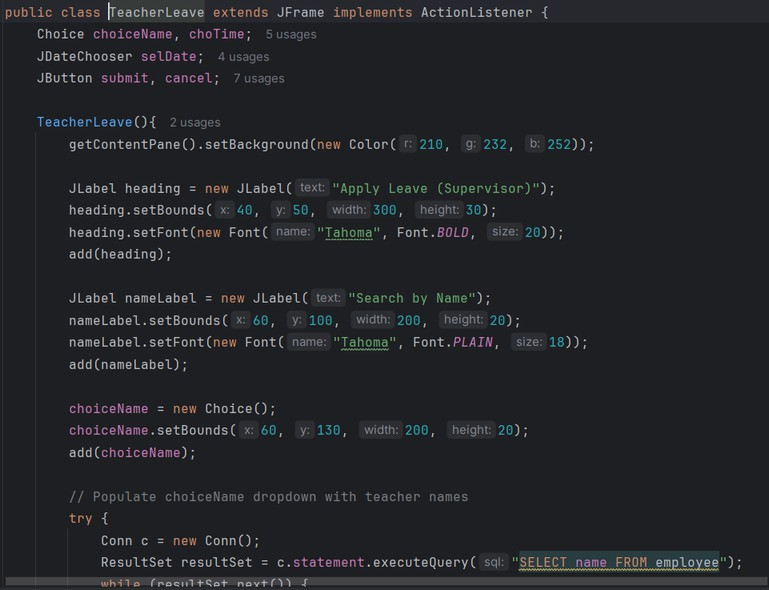 public class TeacherLeave extends JFrame implements ActionListener {
Choice choiceName, choTime; 5 usages
JDateChooser selDate; 4 usages
JButton submit, cancel; 7 usages
TeacherLeave(){ 2 usages
getContentPane().setBackground(new Color( r: 210, g: 232, b: 252));
JLabel heading = new JLabel( text: "Apply Leave (Supervisor)");
heading.setBounds( x: 40, y: 50, width: 300, height: 30);
heading.setFont(new Font( name: "Tahoma", Font.BOLD, size: 20));
add(heading);
JLabel nameLabel = new JLabel( text: "Search by Name");
nameLabel.setBounds( x: 60, y: 100, width: 200, height: 20);
nameLabel.setFont(new Font( name: "Tahoma", Font.PLAIN, size: 18));
add(nameLabel);
choiceName = new Choice();
choiceName.setBounds( x: 60, y: 130, width: 200, height: 20);
add(choiceName);
// Populate choiceName dropdown with teacher names
try {
Conn c = new Conn();
ResultSet resultSet = c.statement.executeQuery( sql: "SELECT name FROM employee");
while (resultSet.next()) {